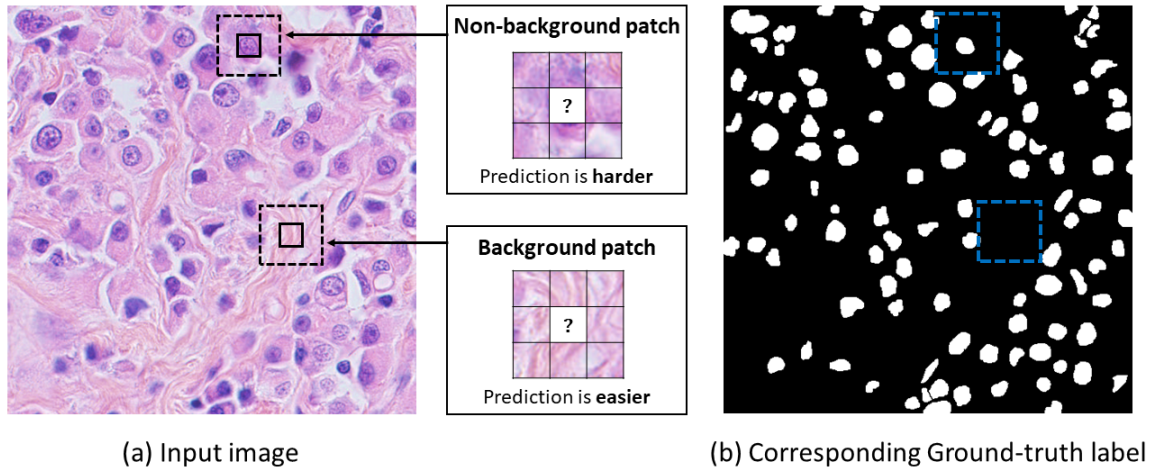 Non-background patch
?
Prediction is harder
Background patch
?
Prediction is easier
(a) Input image
(b) Corresponding Ground-truth label